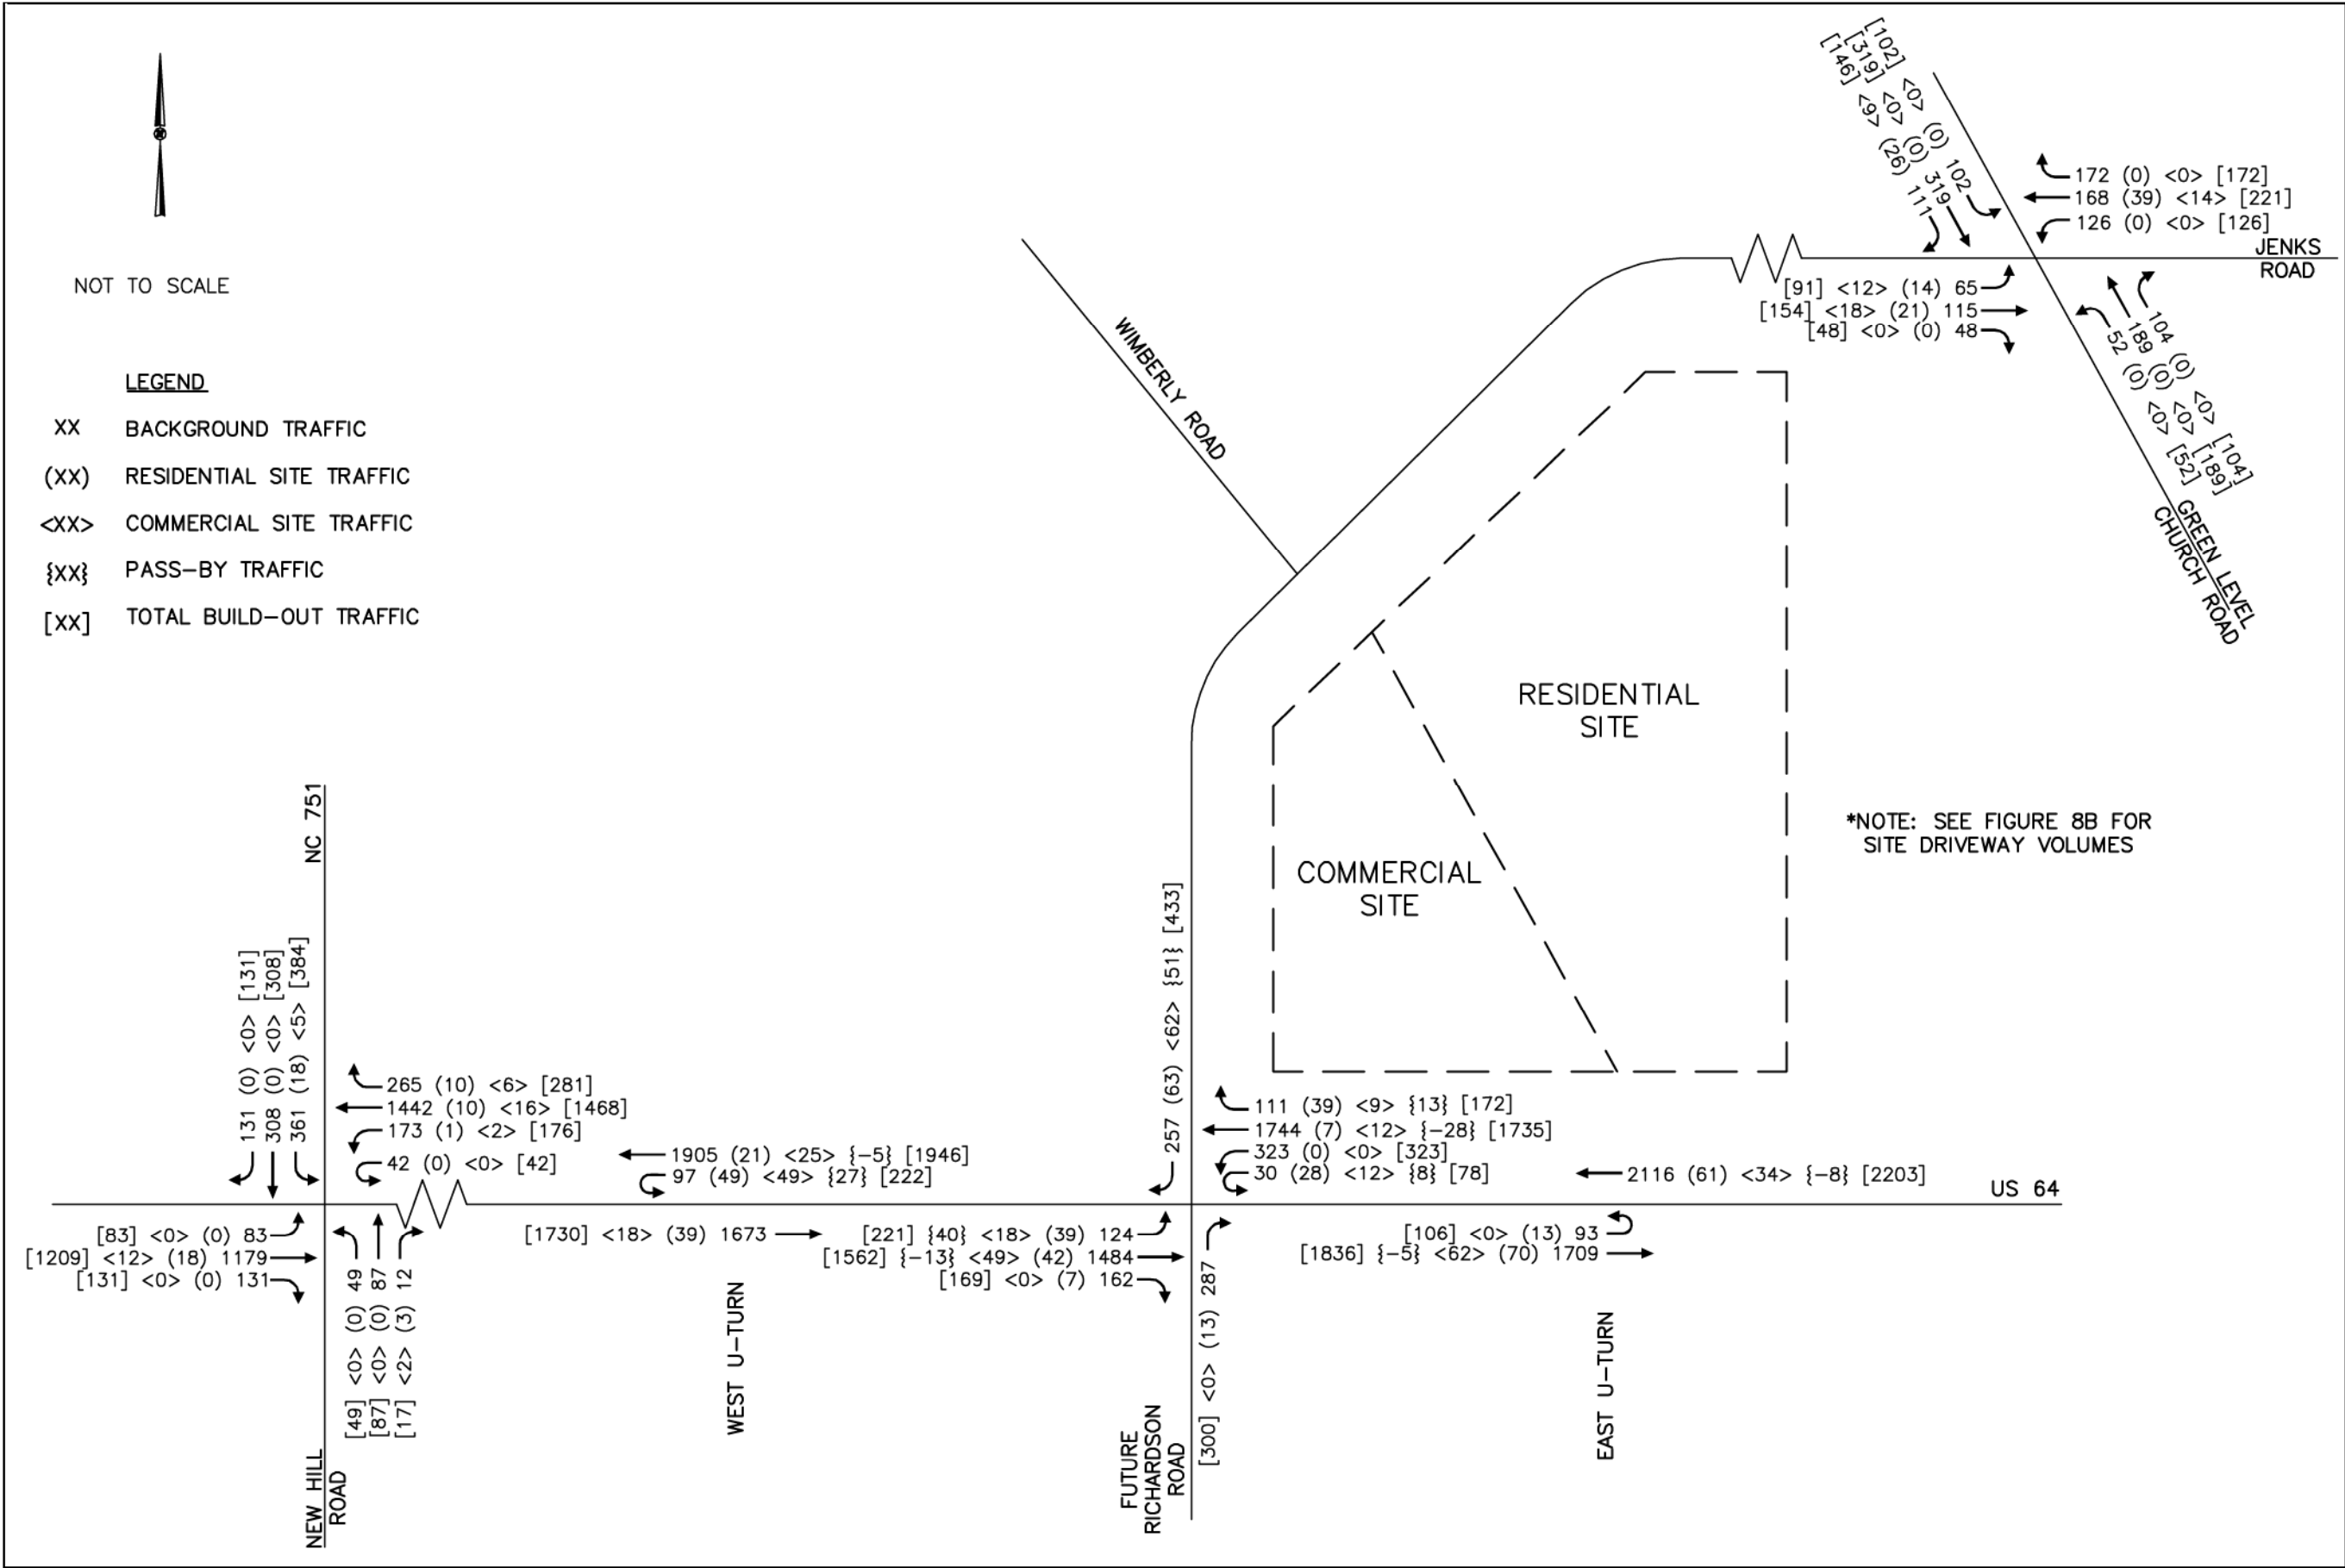 NOT TO SCALE
LEGEND
XX BACKGROUND TRAFFIC
(XX) RESIDENTIAL SITE TRAFFIC
<XX> COMMERCIAL SITE TRAFFIC
{XX} PASS-BY TRAFFIC
[XX] TOTAL BUILD-OUT TRAFFIC
[102] <0> (0) 102
[319] <0> (0) 319
[146] <9> (26) 111
172 (0) <0> [172]
168 (39) <14> [221]
126 (0) <0> [126]
JENKS
ROAD
[91] <12> (14) 65
[154] <18> (21) 115
[48] <0> (0) 48
104 (0) <0> [104]
189 (0) <0> [189]
52 (0) <0> [52]
GREEN LEVEL
CHURCH ROAD
WIMBERLY ROAD
RESIDENTIAL
SITE
COMMERCIAL
SITE
*NOTE: SEE FIGURE 8B FOR
SITE DRIVEWAY VOLUMES
NC 751
131 (0) <0> [131]
308 (0) <0> [308]
361 (18) <5> [384]
265 (10) <6> [281]
1442 (10) <16> [1468]
173 (1) <2> [176]
42 (0) <0> [42]
1905 (21) <25> {-5} [1946]
97 (49) <49> {27} [222]
257 (63) <62> {51} [433]
111 (39) <9> {13} [172]
1744 (7) <12> {-28} [1735]
323 (0) <0> [323]
30 (28) <12> {8} [78]
2116 (61) <34> {-8} [2203]
US 64
[83] <0> (0) 83
[1209] <12> (18) 1179
[131] <0> (0) 131
[49] <0> (0) 49
[87] <0> (0) 87
[17] <2> (3) 12
[1730] <18> (39) 1673
[221] {40} <18> (39) 124
[1562] {-13} <49> (42) 1484
[169] <0> (7) 162
[300] <0> (13) 287
[106] <0> (13) 93
[1836] {-5} <62> (70) 1709
NEW HILL
ROAD
WEST U-TURN
FUTURE
RICHARDSON
ROAD
EAST U-TURN